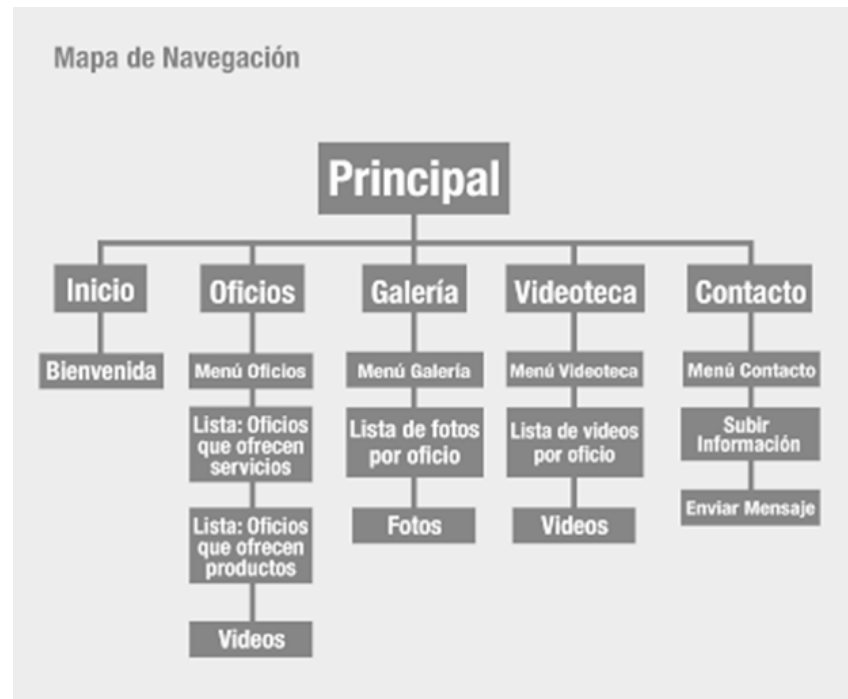 Mapa de Navegación
Principal
Inicio
Oficios
Galería
Videoteca
Contacto
Bienvenida
Menú Oficios
Menú Galería
Menú Videoteca
Menú Contacto
Lista: Oficios
que ofrecen
servicios
Lista de fotos
por oficio
Lista de videos
por oficio
Subir
Información
Lista: Oficios
que ofrecen
productos
Fotos
Videos
Enviar Mensaje
Videos